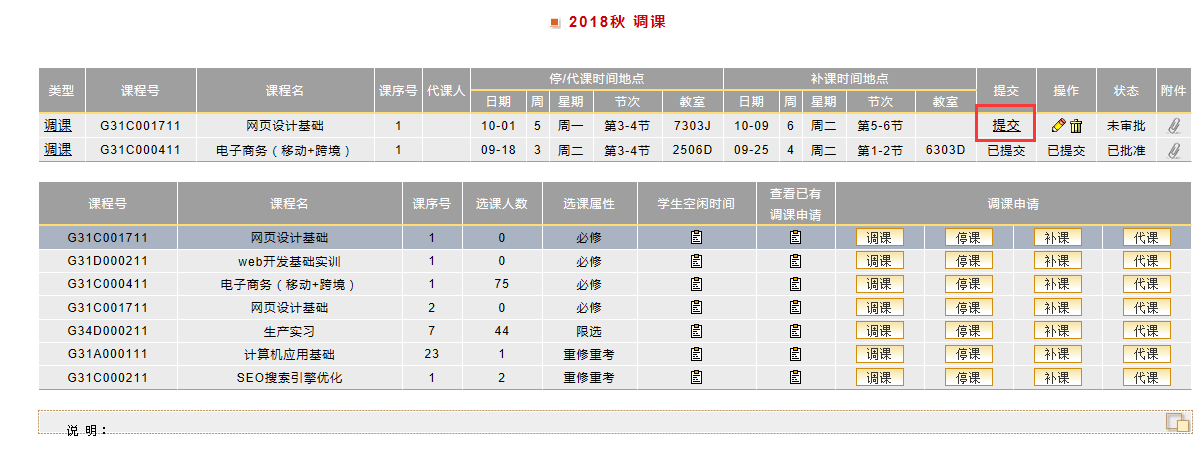 2018秋 调课
类型 课程号 课程名 课序号 代课人 停/代课时间地点 补课时间地点 提交 操作 状态 附件
日期 周 星期 节次 教室 日期 周 星期 节次 教室
调课 G31C001711 网页设计基础 1 10-01 5 周一 第3-4节 7303J 10-09 6 周二 第5-6节 提交 未审批
调课 G31C000411 电子商务（移动+跨境） 1 09-18 3 周二 第3-4节 2506D 09-25 4 周二 第1-2节 6303D 已提交 已提交 已批准
课程号 课程名 课序号 选课人数 选课属性 学生空闲时间 查看已有 调课申请
调课申请
G31C001711 网页设计基础 1 0 必修 调课 停课 补课 代课
G31D000211 web开发基础实训 1 0 必修 调课 停课 补课 代课
G31C000411 电子商务（移动+跨境） 1 75 必修 调课 停课 补课 代课
G31C001711 网页设计基础 2 0 必修 调课 停课 补课 代课
G34D000211 生产实习 7 44 限选 调课 停课 补课 代课
G31A000111 计算机应用基础 23 1 重修重考 调课 停课 补课 代课
G31C000211 SEO搜索引擎优化 1 2 重修重考 调课 停课 补课 代课
说 明：